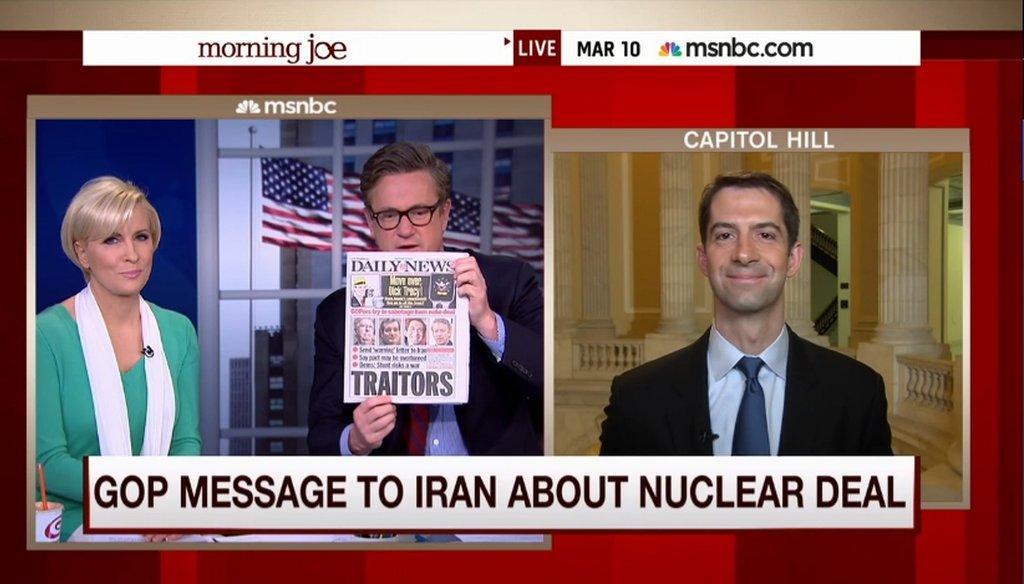 morning joe
LIVE
MAR 10
msnbc.com
msnbc
CAPITOL HILL
DAILY NEWS
Move over,
Dick Tracy!
GOPers try to sabotage Iran nuke deal
Send 'warning' letter to Iran
Say pact may be overturned
Dems: Stunt risks a war
TRAITORS
GOP MESSAGE TO IRAN ABOUT NUCLEAR DEAL